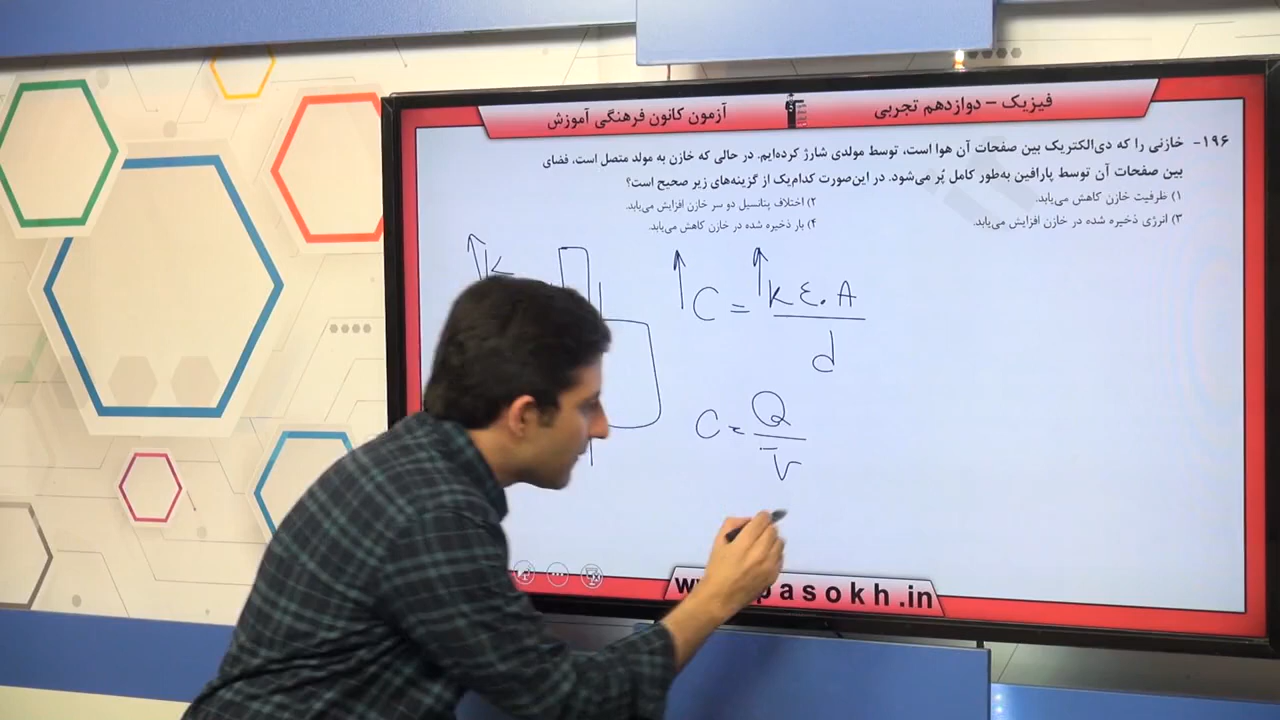 فیزیک – دوازدهم تجربی
آزمون کانون فرهنگی آموزش
۱۹۶- خازنی را که دی‌الکتریک بین صفحات آن هوا است، توسط مولدی شارژ کرده‌ایم. در حالی که خازن به مولد متصل است، فضای
بین صفحات آن توسط پارافین به‌طور کامل پُر می‌شود. در این‌صورت کدام‌یک از گزینه‌های زیر صحیح است؟
۱) ظرفیت خازن کاهش می‌یابد.
۲) اختلاف پتانسیل دو سر خازن افزایش می‌یابد.
۳) انرژی ذخیره شده در خازن افزایش می‌یابد.
۴) بار ذخیره شده در خازن کاهش می‌یابد.
K
C = K ε. A / d
C = Q / V
pasokh.in